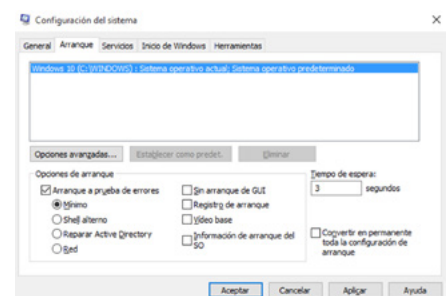 Configuración del sistema
General Arranque Servicios Inicio de Windows Herramientas
Windows 10 (C:\WINDOWS) : Sistema operativo actual; Sistema operativo predeterminado
Opciones avanzadas... Establecer como predet. Eliminar
Opciones de arranque
Arranque a prueba de errores
Mínimo
Shell alterno
Reparar Active Directory
Red
Sin arranque de GUI
Registro de arranque
Vídeo base
Información de arranque del
SO
Tiempo de espera:
3 segundos
Convertir en permanente
toda la configuración de
arranque
Aceptar Cancelar Aplicar Ayuda